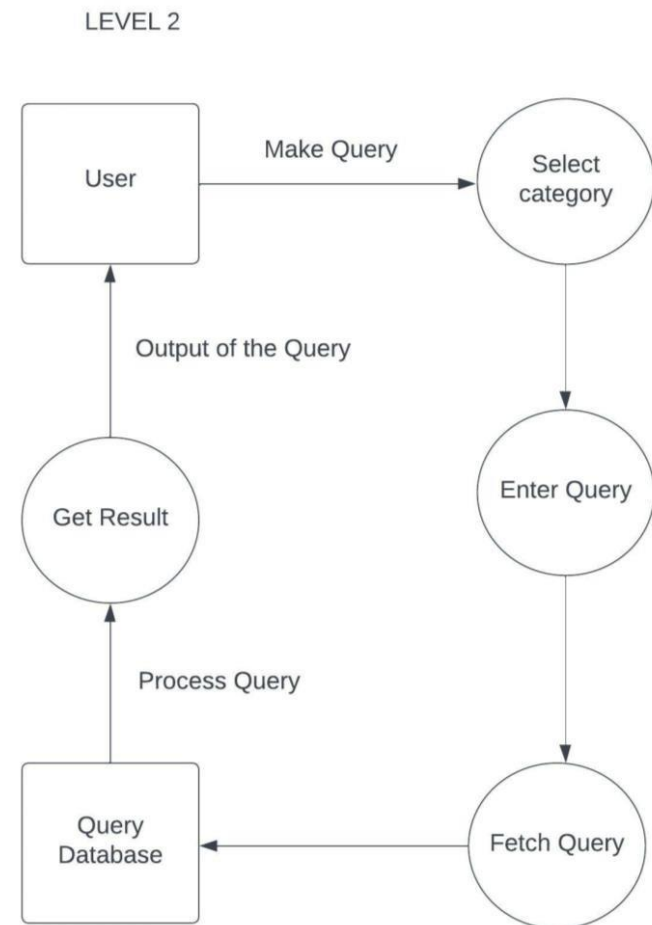 LEVEL 2
User
Make Query
Select
category
Output of the Query
Enter Query
Get Result
Process Query
Query
Database
Fetch Query